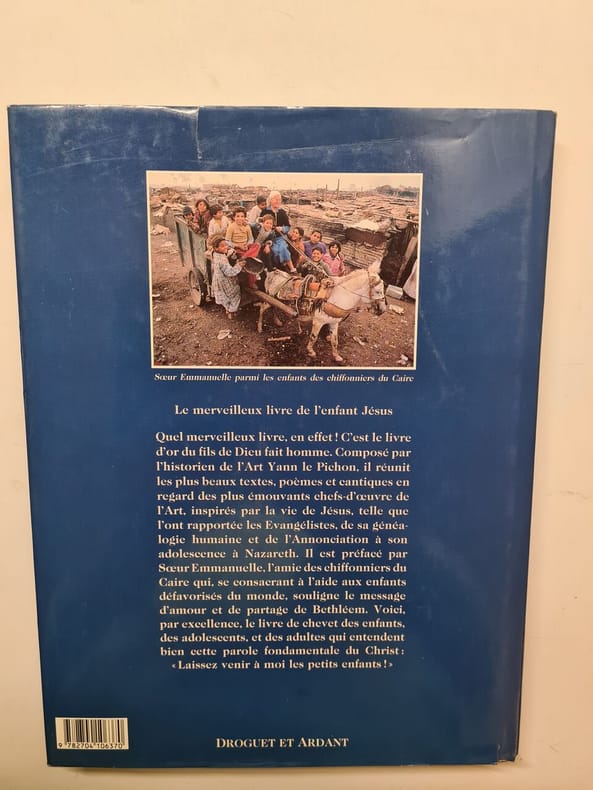 Sœur Emmanuelle parmi les enfants des chiffonniers du Caire
Le merveilleux livre de l'enfant Jésus
Quel merveilleux livre, en effet ! C'est le livre
d'or du fils de Dieu fait homme. Composé par
l'historien de l'Art Yann le Pichon, il réunit
les plus beaux textes, poèmes et cantiques en
regard des plus émouvants chefs-d'œuvre de
l'Art, inspirés par la vie de Jésus, telle que
l'ont rapportée les Evangélistes, de sa généa-
logie humaine et de l'Annonciation à son
adolescence à Nazareth. Il est préfacé par
Sœur Emmanuelle, l'amie des chiffonniers du
Caire qui, se consacrant à l'aide aux enfants
défavorisés du monde, souligne le message
d'amour et de partage de Bethléem. Voici,
par excellence, le livre de chevet des enfants,
des adolescents, et des adultes qui entendent
bien cette parole fondamentale du Christ :
« Laissez venir à moi les petits enfants ! »
9 782704 106370
DROGUET ET ARDANT